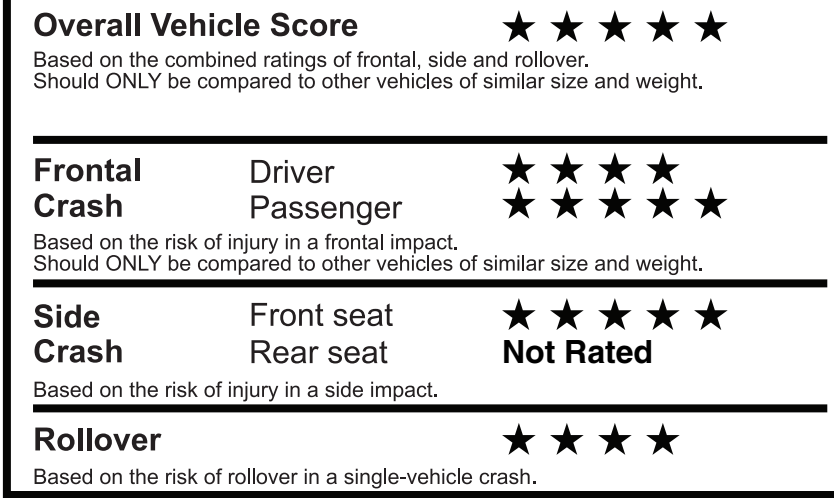 Overall Vehicle Score ★ ★ ★ ★ ★
Based on the combined ratings of frontal, side and rollover.
Should ONLY be compared to other vehicles of similar size and weight.
Frontal Driver ★ ★ ★ ★
Crash Passenger ★ ★ ★ ★ ★
Based on the risk of injury in a frontal impact.
Should ONLY be compared to other vehicles of similar size and weight.
Side Front seat ★ ★ ★ ★ ★
Crash Rear seat Not Rated
Based on the risk of injury in a side impact.
Rollover ★ ★ ★ ★
Based on the risk of rollover in a single-vehicle crash.